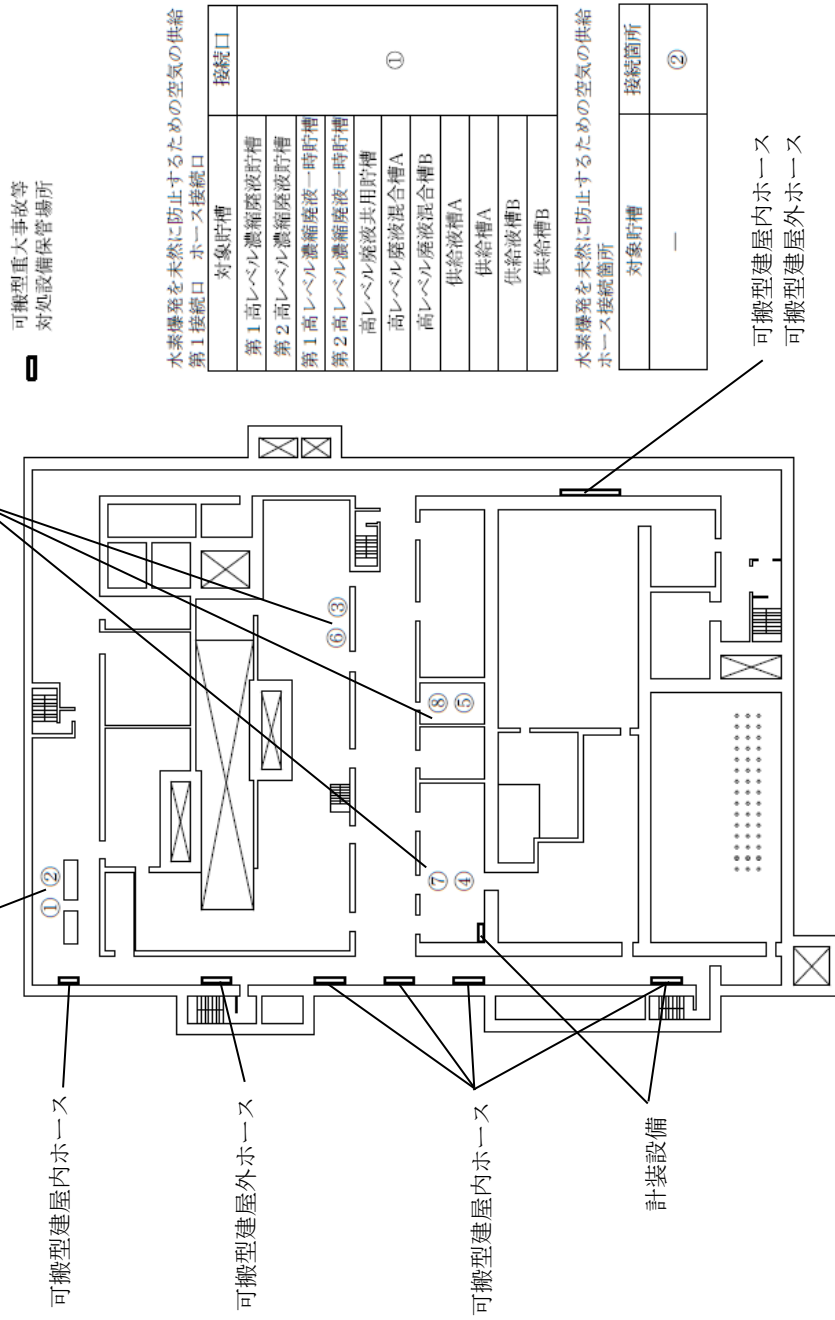 可搬型重大事故等
対処設備保管場所
水素爆発を未然に防止するための空気の供給
第1接続口 ホース接続口
対象貯槽 接続口
第1高レベル濃縮廃液貯槽 ①
第2高レベル濃縮廃液貯槽
第1高レベル濃縮廃液一時貯槽
第2高レベル濃縮廃液一時貯槽
高レベル廃液共用貯槽
高レベル廃液混合槽A
高レベル廃液混合槽B
供給液槽A
供給槽A
供給液槽B
供給槽B
水素爆発を未然に防止するための空気の供給
ホース接続箇所
対象貯槽 接続箇所
— ②
① ②
⑥ ③
⑧ ⑤
⑦ ④
可搬型建屋内ホース
可搬型建屋外ホース
可搬型建屋内ホース
計装設備
可搬型建屋内ホース
可搬型建屋外ホース